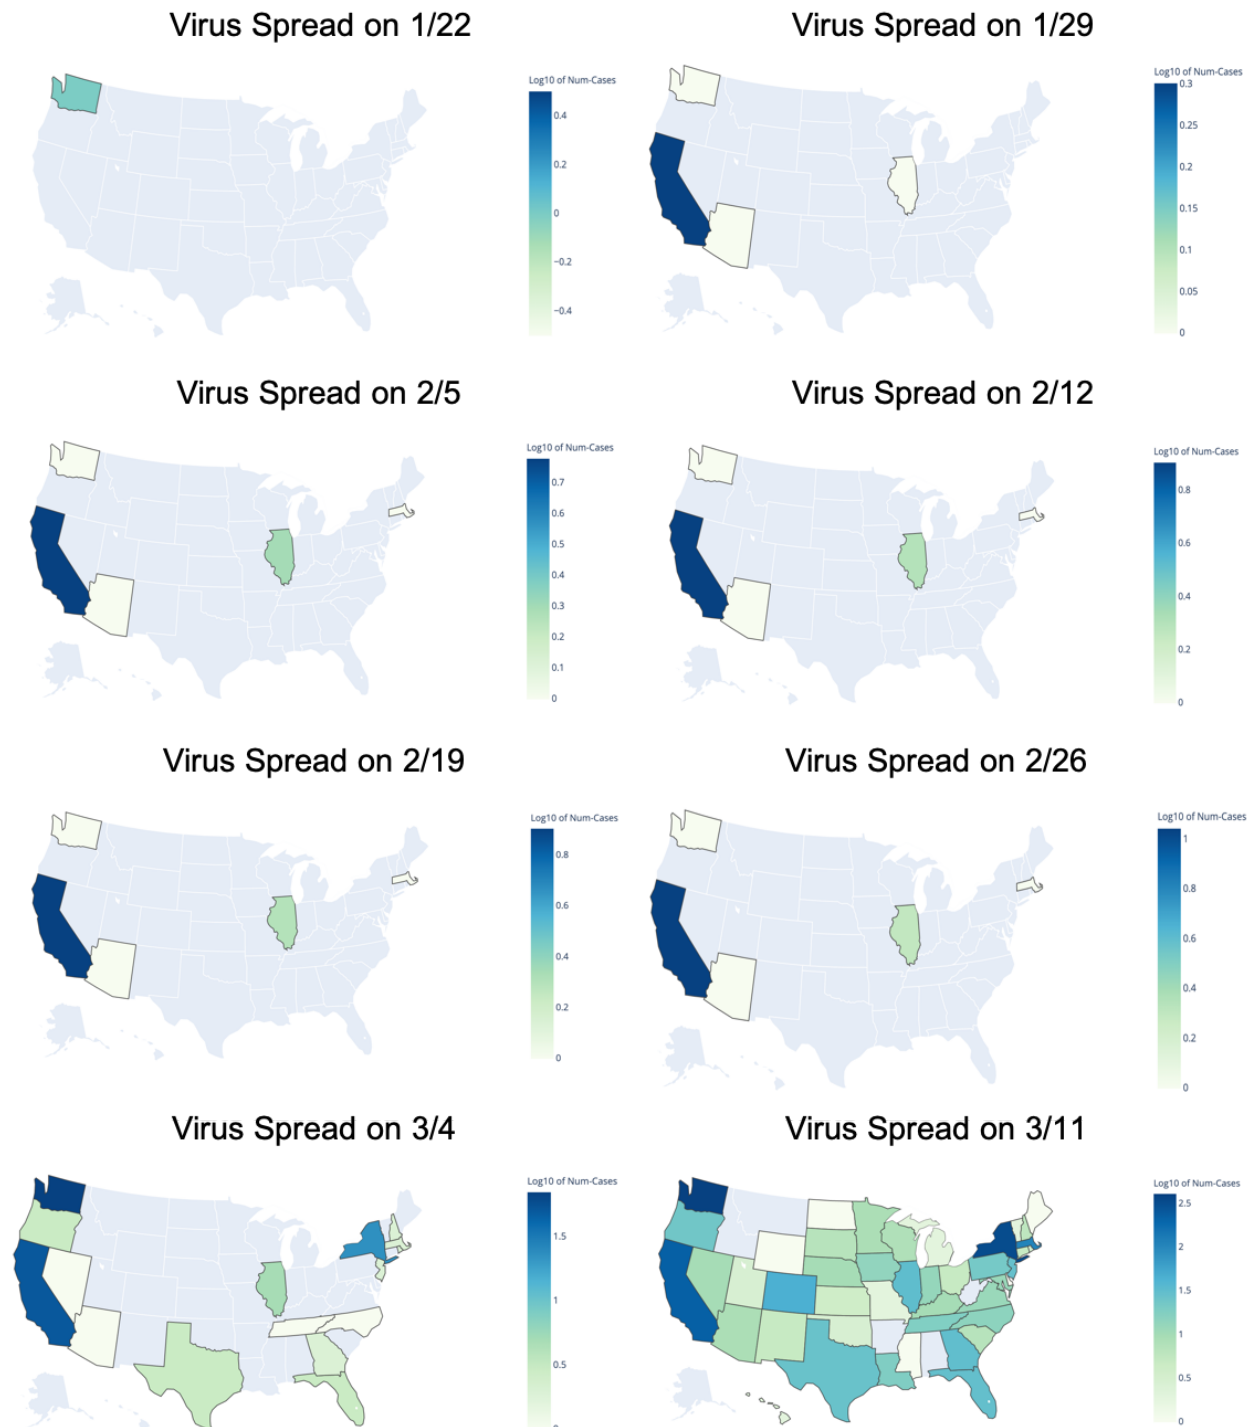 Virus Spread on 1/22
Log10 of Num-Cases
0.4
0.2
0
−0.2
−0.4
Virus Spread on 1/29
Log10 of Num-Cases
0.3
0.25
0.2
0.15
0.1
0.05
0
Virus Spread on 2/5
Log10 of Num-Cases
0.7
0.6
0.5
0.4
0.3
0.2
0.1
0
Virus Spread on 2/12
Log10 of Num-Cases
0.8
0.6
0.4
0.2
0
Virus Spread on 2/19
Log10 of Num-Cases
0.8
0.6
0.4
0.2
0
Virus Spread on 2/26
Log10 of Num-Cases
1
0.8
0.6
0.4
0.2
0
Virus Spread on 3/4
Log10 of Num-Cases
1.5
1
0.5
0
Virus Spread on 3/11
Log10 of Num-Cases
2.5
2
1.5
1
0.5
0